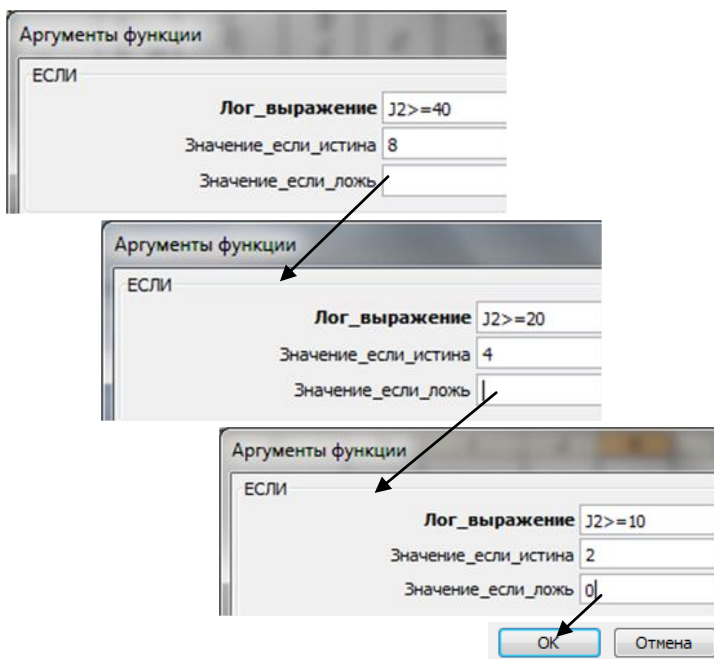 Аргументы функции
ЕСЛИ
Лог_выражение J2>=40
Значение_если_истина 8
Значение_если_ложь
Аргументы функции
ЕСЛИ
Лог_выражение J2>=20
Значение_если_истина 4
Значение_если_ложь
Аргументы функции
ЕСЛИ
Лог_выражение J2>=10
Значение_если_истина 2
Значение_если_ложь 0
ОК Отмена